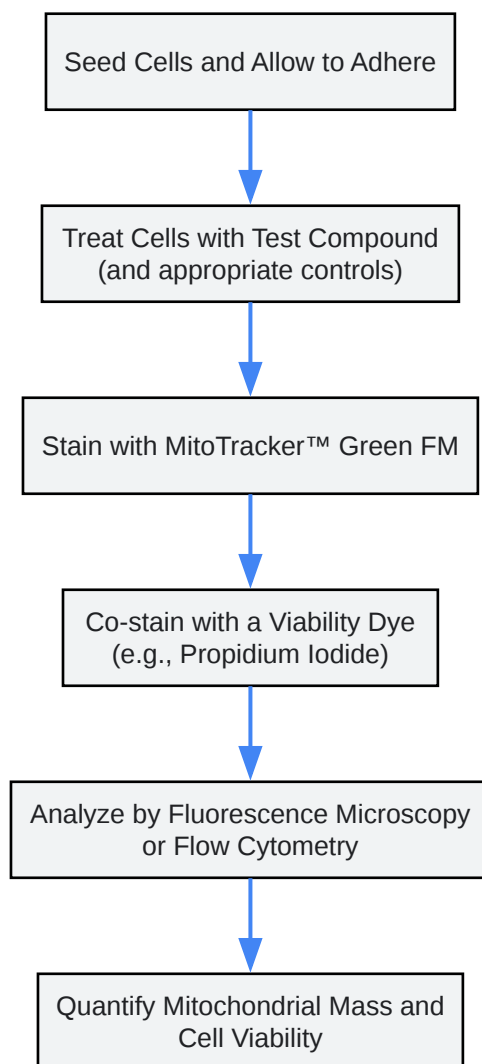 Seed Cells and Allow to Adhere
Treat Cells with Test Compound
(and appropriate controls)
Stain with MitoTracker™ Green FM
Co-stain with a Viability Dye
(e.g., Propidium Iodide)
Analyze by Fluorescence Microscopy
or Flow Cytometry
Quantify Mitochondrial Mass and
Cell Viability